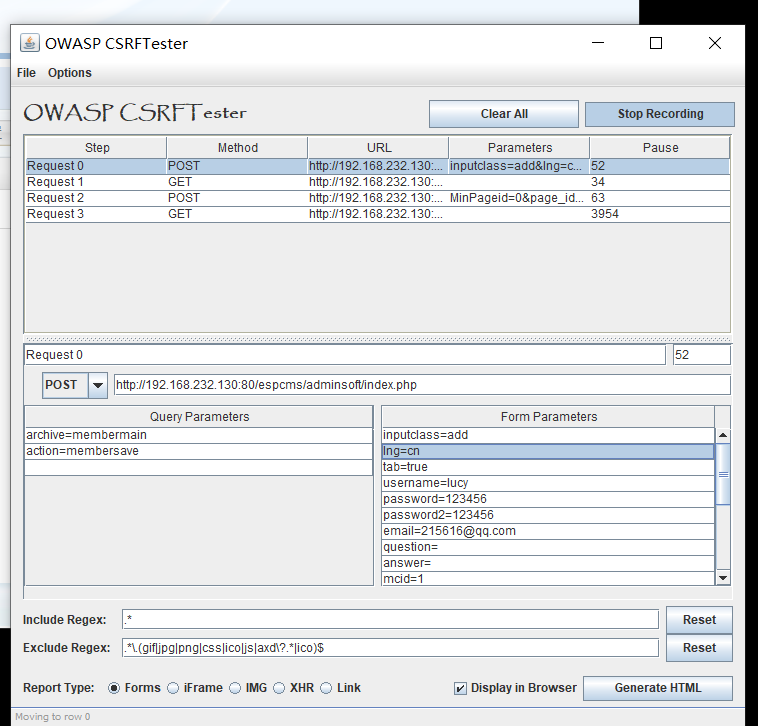 OWASP CSRFTester
File Options
OWASP CSRFTester Clear All Stop Recording
Step Method URL Parameters Pause
Request 0 POST http://192.168.232.130:... inputclass=add&lng=c... 52
Request 1 GET http://192.168.232.130:... 34
Request 2 POST http://192.168.232.130:... MinPageid=0&page_id... 63
Request 3 GET http://192.168.232.130:... 3954
Request 0 52
POST http://192.168.232.130:80/espcms/adminsoft/index.php
Query Parameters Form Parameters
archive=membermain inputclass=add
action=membersave lng=cn
tab=true
username=lucy
password=123456
password2=123456
email=215616@qq.com
question=
answer=
mcid=1
Include Regex: .* Reset
Exclude Regex: .*\.(gif|jpg|png|css|ico|js|axd\?.*|ico)$ Reset
Report Type: Forms iFrame IMG XHR Link Display in Browser Generate HTML
Moving to row 0